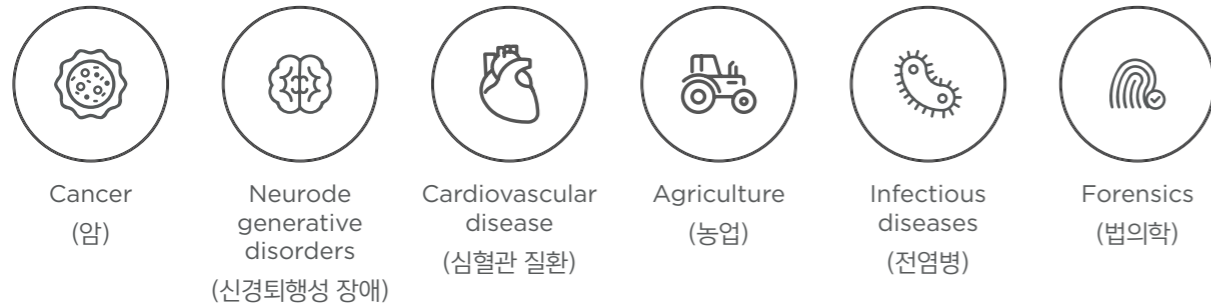 Cancer
(암)
Neurode
generative
disorders
(신경퇴행성 장애)
Cardiovascular
disease
(심혈관 질환)
Agriculture
(농업)
Infectious
diseases
(전염병)
Forensics
(법의학)